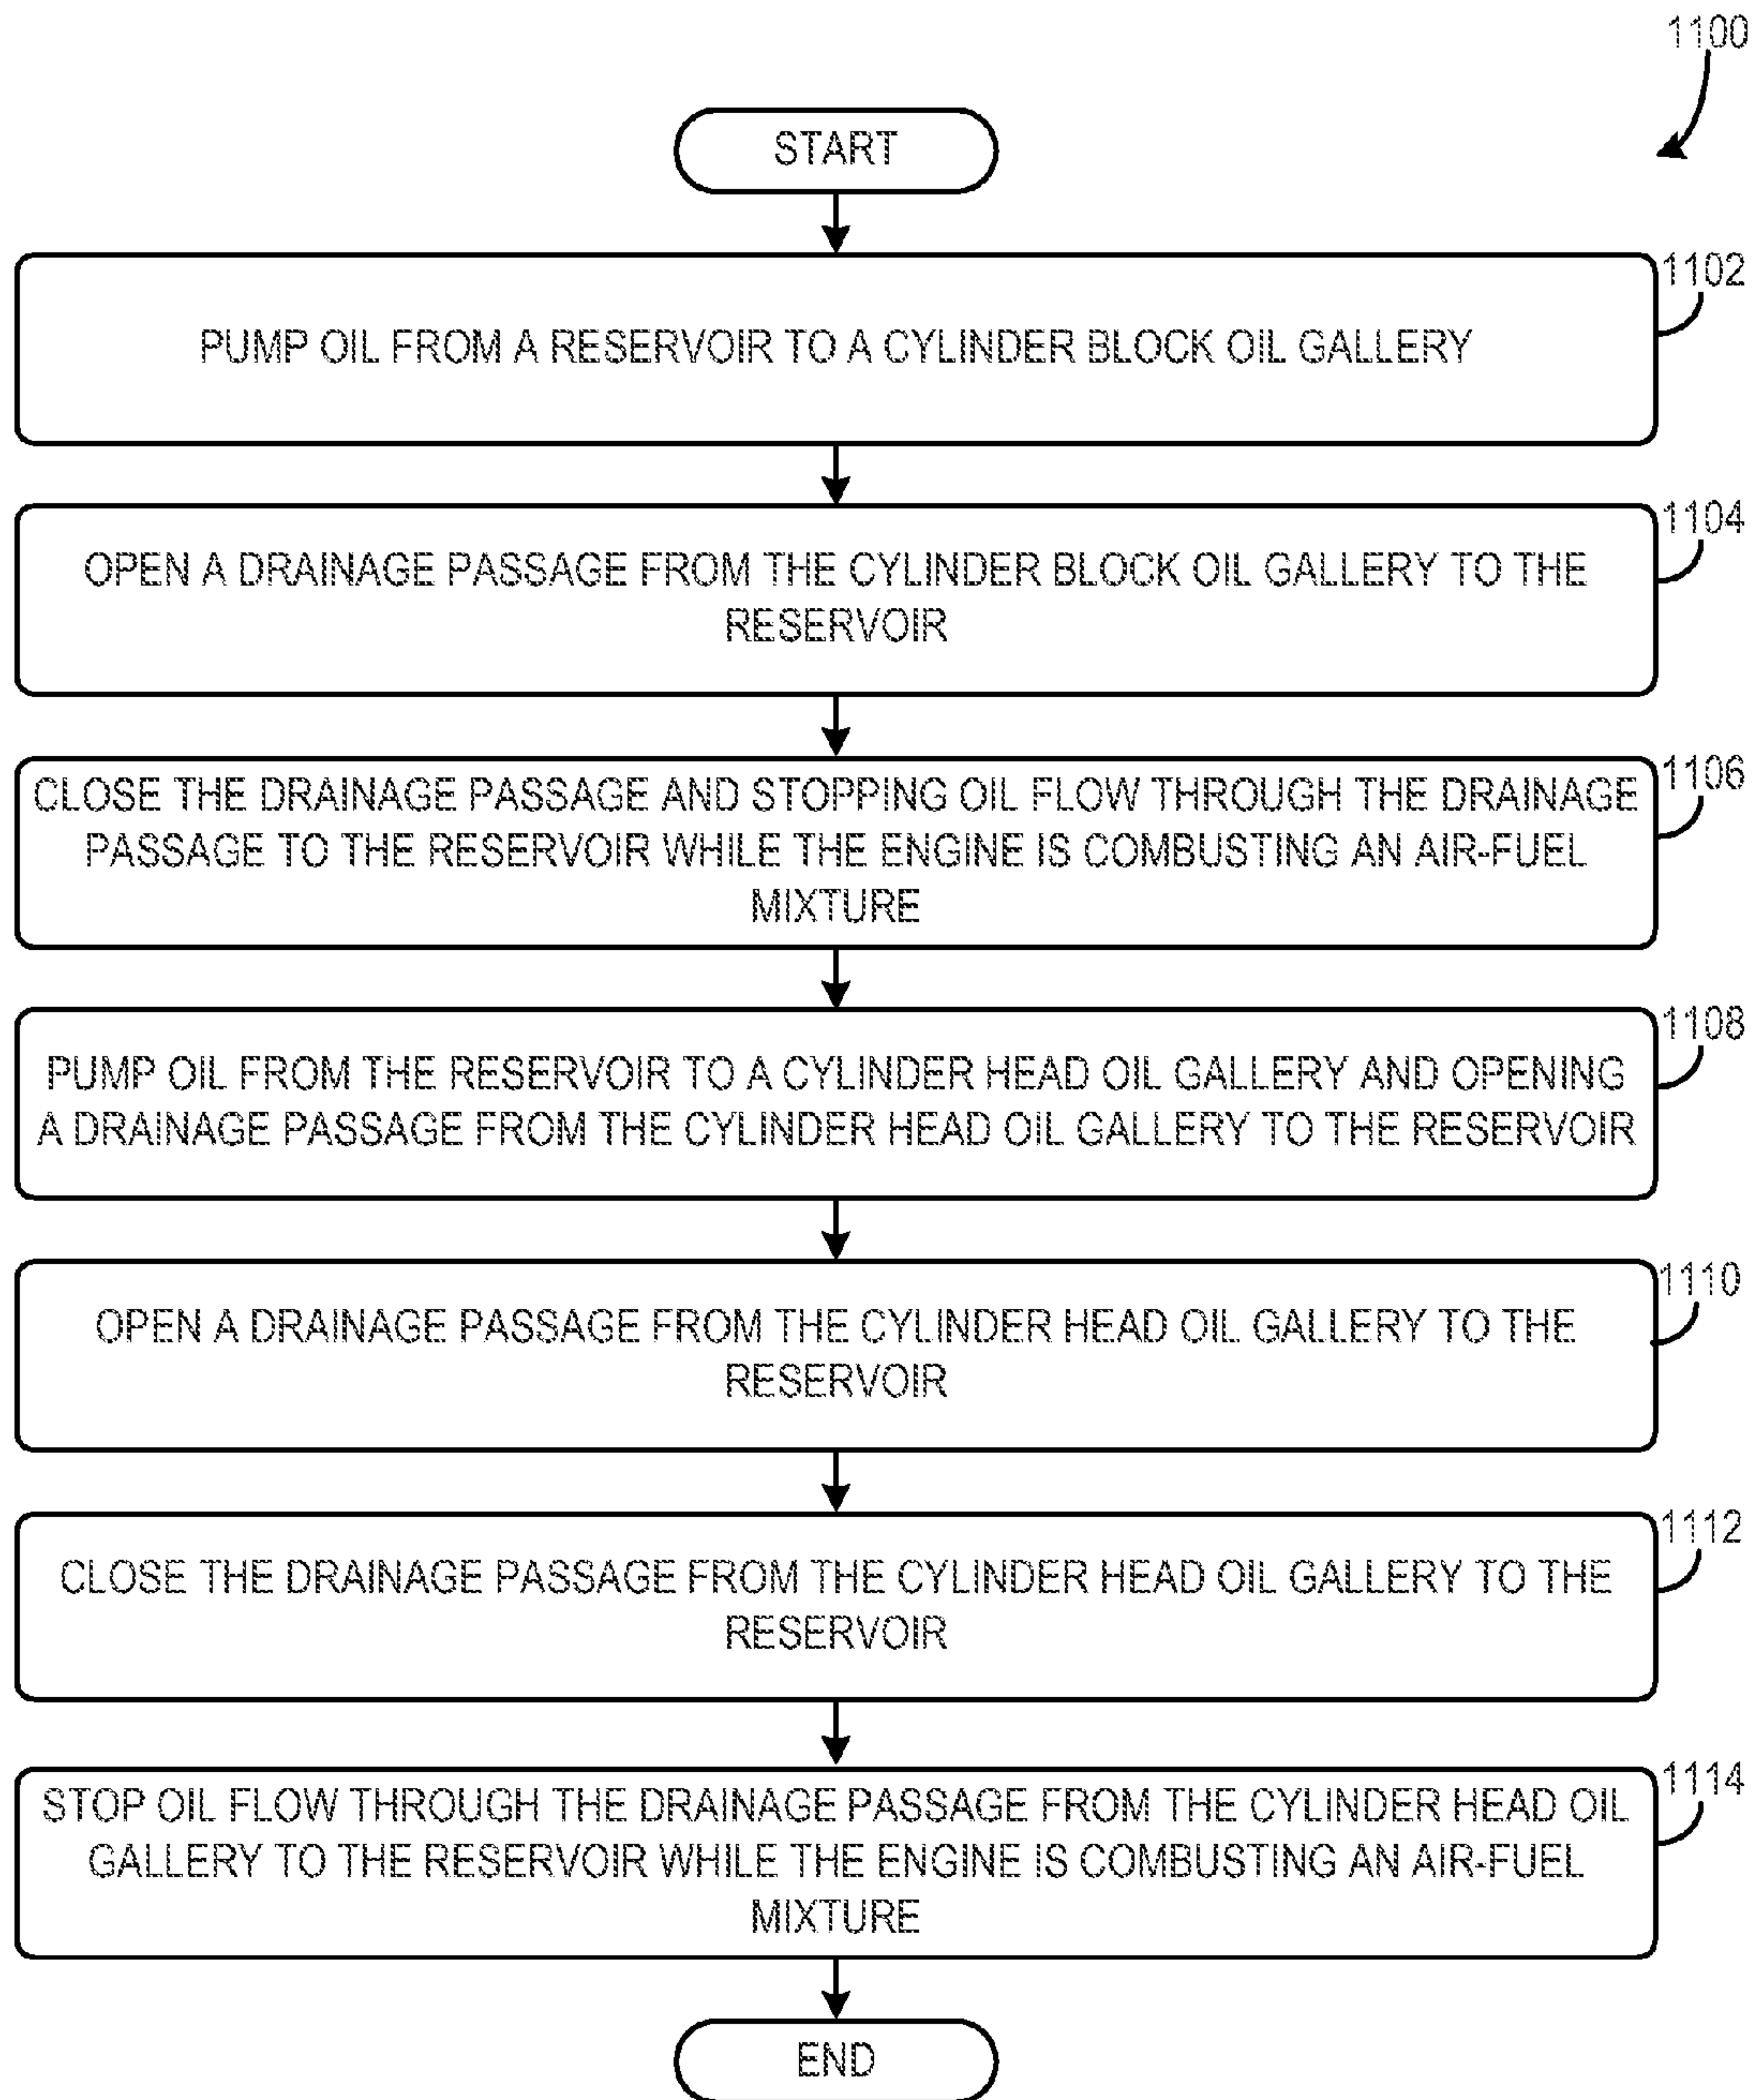 1100
START
1102
PUMP OIL FROM A RESERVOIR TO A CYLINDER BLOCK OIL GALLERY
1104
OPEN A DRAINAGE PASSAGE FROM THE CYLINDER BLOCK OIL GALLERY TO THE
RESERVOIR
1106
CLOSE THE DRAINAGE PASSAGE AND STOPPING OIL FLOW THROUGH THE DRAINAGE
PASSAGE TO THE RESERVOIR WHILE THE ENGINE IS COMBUSTING AN AIR-FUEL
MIXTURE
1108
PUMP OIL FROM THE RESERVOIR TO A CYLINDER HEAD OIL GALLERY AND OPENING
A DRAINAGE PASSAGE FROM THE CYLINDER HEAD OIL GALLERY TO THE RESERVOIR
1110
OPEN A DRAINAGE PASSAGE FROM THE CYLINDER HEAD OIL GALLERY TO THE
RESERVOIR
1112
CLOSE THE DRAINAGE PASSAGE FROM THE CYLINDER HEAD OIL GALLERY TO THE
RESERVOIR
1114
STOP OIL FLOW THROUGH THE DRAINAGE PASSAGE FROM THE CYLINDER HEAD OIL
GALLERY TO THE RESERVOIR WHILE THE ENGINE IS COMBUSTING AN AIR-FUEL
MIXTURE
END